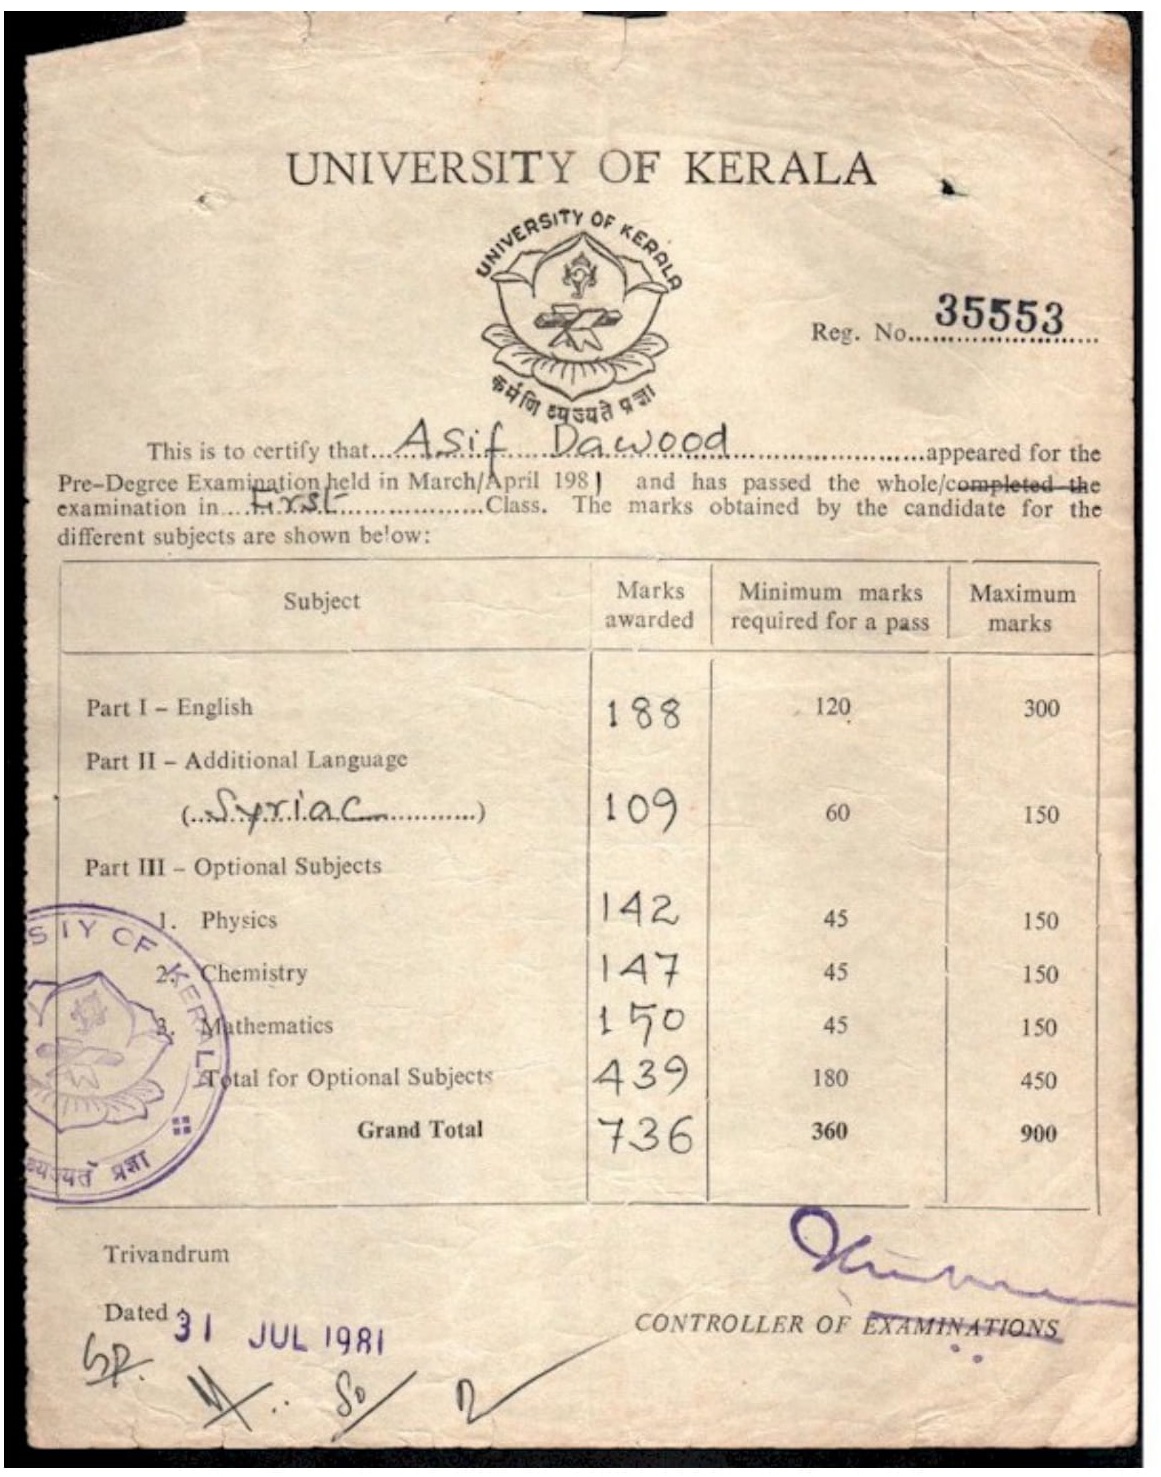 UNIVERSITY OF KERALA
UNIVERSITY OF KERALA
कर्मणि व्यज्यते प्रज्ञा
Reg. No. 35553
This is to certify that Asif Dawood appeared for the
Pre-Degree Examination held in March/April 1981 and has passed the whole/completed the
examination in First Class. The marks obtained by the candidate for the
different subjects are shown below:
Subject Marks awarded Minimum marks required for a pass Maximum marks
Part I – English 188 120 300
Part II – Additional Language
(Syriac) 109 60 150
Part III – Optional Subjects
1. Physics 142 45 150
2. Chemistry 147 45 150
3. Mathematics 150 45 150
Total for Optional Subjects 439 180 450
Grand Total 736 360 900
SITY OF KERALA
व्यज्यते प्रज्ञा
Trivandrum
Dated 31 JUL 1981
CONTROLLER OF EXAMINATIONS